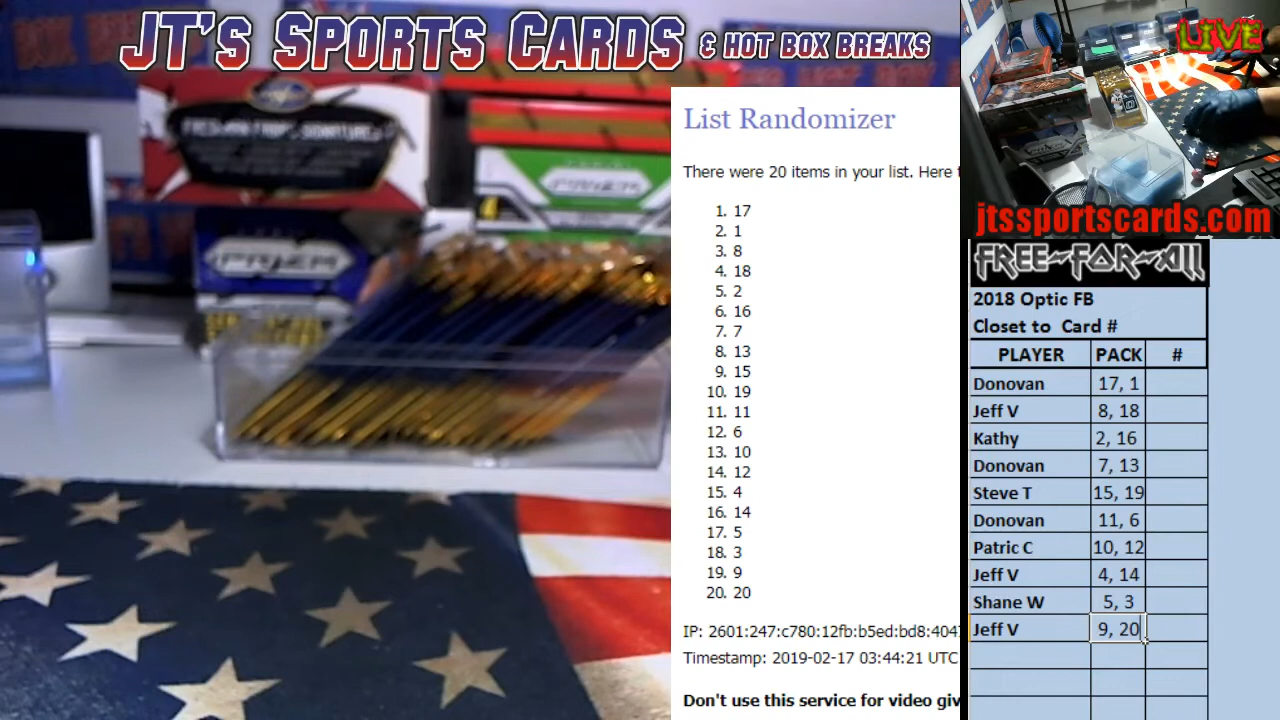 JT's Sports Cards & Hot Box Breaks
LIVE
jtssportscards.com
PRIZM
PRIZM
4
List Randomizer
There were 20 items in your list. Here
1. 17
2. 1
3. 8
4. 18
5. 2
6. 16
7. 7
8. 13
9. 15
10. 19
11. 11
12. 6
13. 10
14. 12
15. 4
16. 14
17. 5
18. 3
19. 9
20. 20
IP: 2601:247:c780:12fb:b5ed:bd8:404
Timestamp: 2019-02-17 03:44:21 UTC
Don't use this service for video giv
FREE-FOR-ALL
2018 Optic FB
Closet to Card #
PLAYER PACK #
Donovan 17, 1
Jeff V 8, 18
Kathy 2, 16
Donovan 7, 13
Steve T 15, 19
Donovan 11, 6
Patric C 10, 12
Jeff V 4, 14
Shane W 5, 3
Jeff V 9, 20